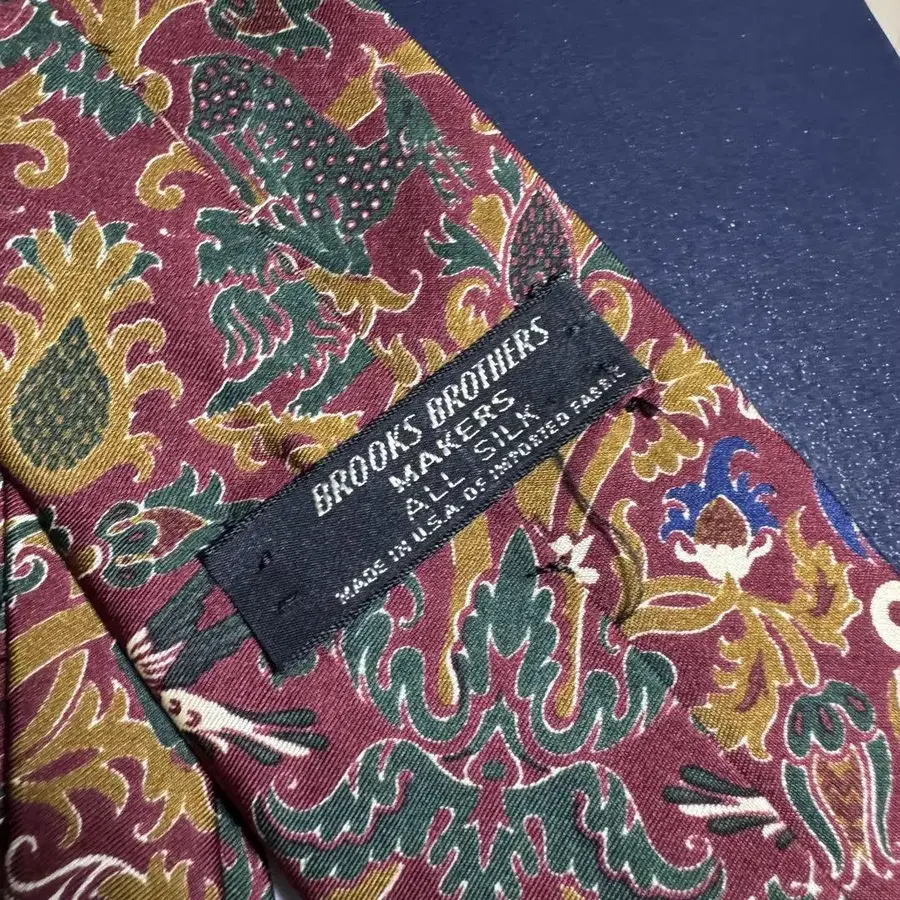 BROOKS BROTHERS
MAKERS
ALL SILK
MADE IN U.S.A. OF IMPORTED FABRIC